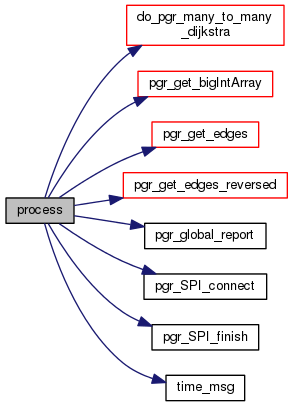 do_pgr_many_to_many
_dijkstra
pgr_get_bigIntArray
pgr_get_edges
process
pgr_get_edges_reversed
pgr_global_report
pgr_SPI_connect
pgr_SPI_finish
time_msg